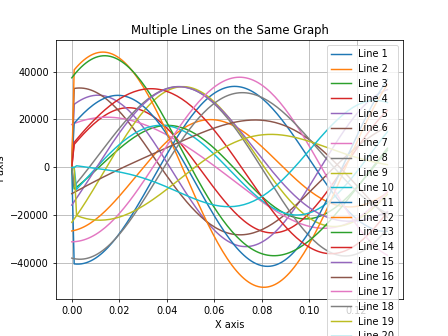 Multiple Lines on the Same Graph
40000
20000
0
−20000
−40000
0.00
0.02
0.04
0.06
0.08
0.10
X axis
axis
Line 1
Line 2
Line 3
Line 4
Line 5
Line 6
Line 7
Line 8
Line 9
Line 10
Line 11
Line 12
Line 13
Line 14
Line 15
Line 16
Line 17
Line 18
Line 19
Line 20